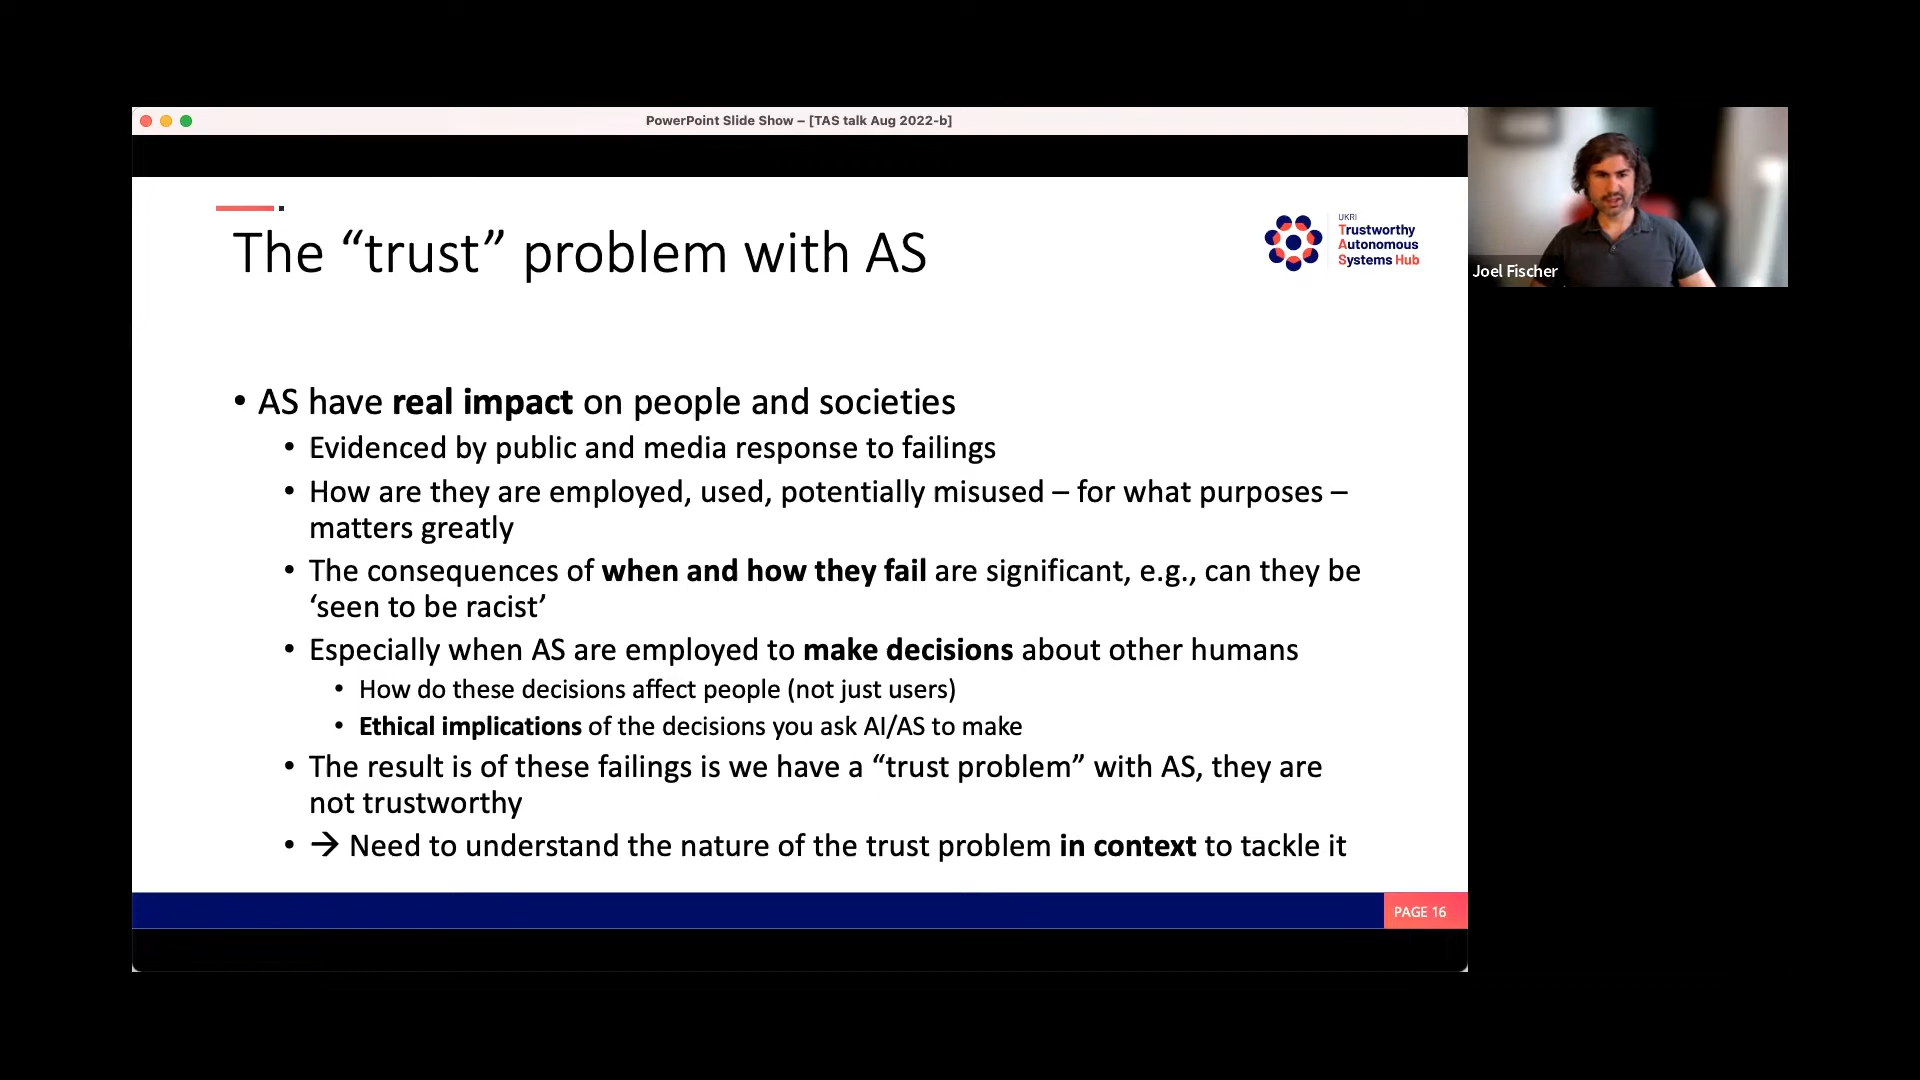 PowerPoint Slide Show – [TAS talk Aug 2022-b]
The “trust” problem with AS
UKRI
Trustworthy
Autonomous
Systems Hub
Joel Fischer
• AS have real impact on people and societies
• Evidenced by public and media response to failings
• How are they are employed, used, potentially misused – for what purposes –
matters greatly
• The consequences of when and how they fail are significant, e.g., can they be
‘seen to be racist’
• Especially when AS are employed to make decisions about other humans
• How do these decisions affect people (not just users)
• Ethical implications of the decisions you ask AI/AS to make
• The result is of these failings is we have a “trust problem” with AS, they are
not trustworthy
• → Need to understand the nature of the trust problem in context to tackle it
PAGE 16